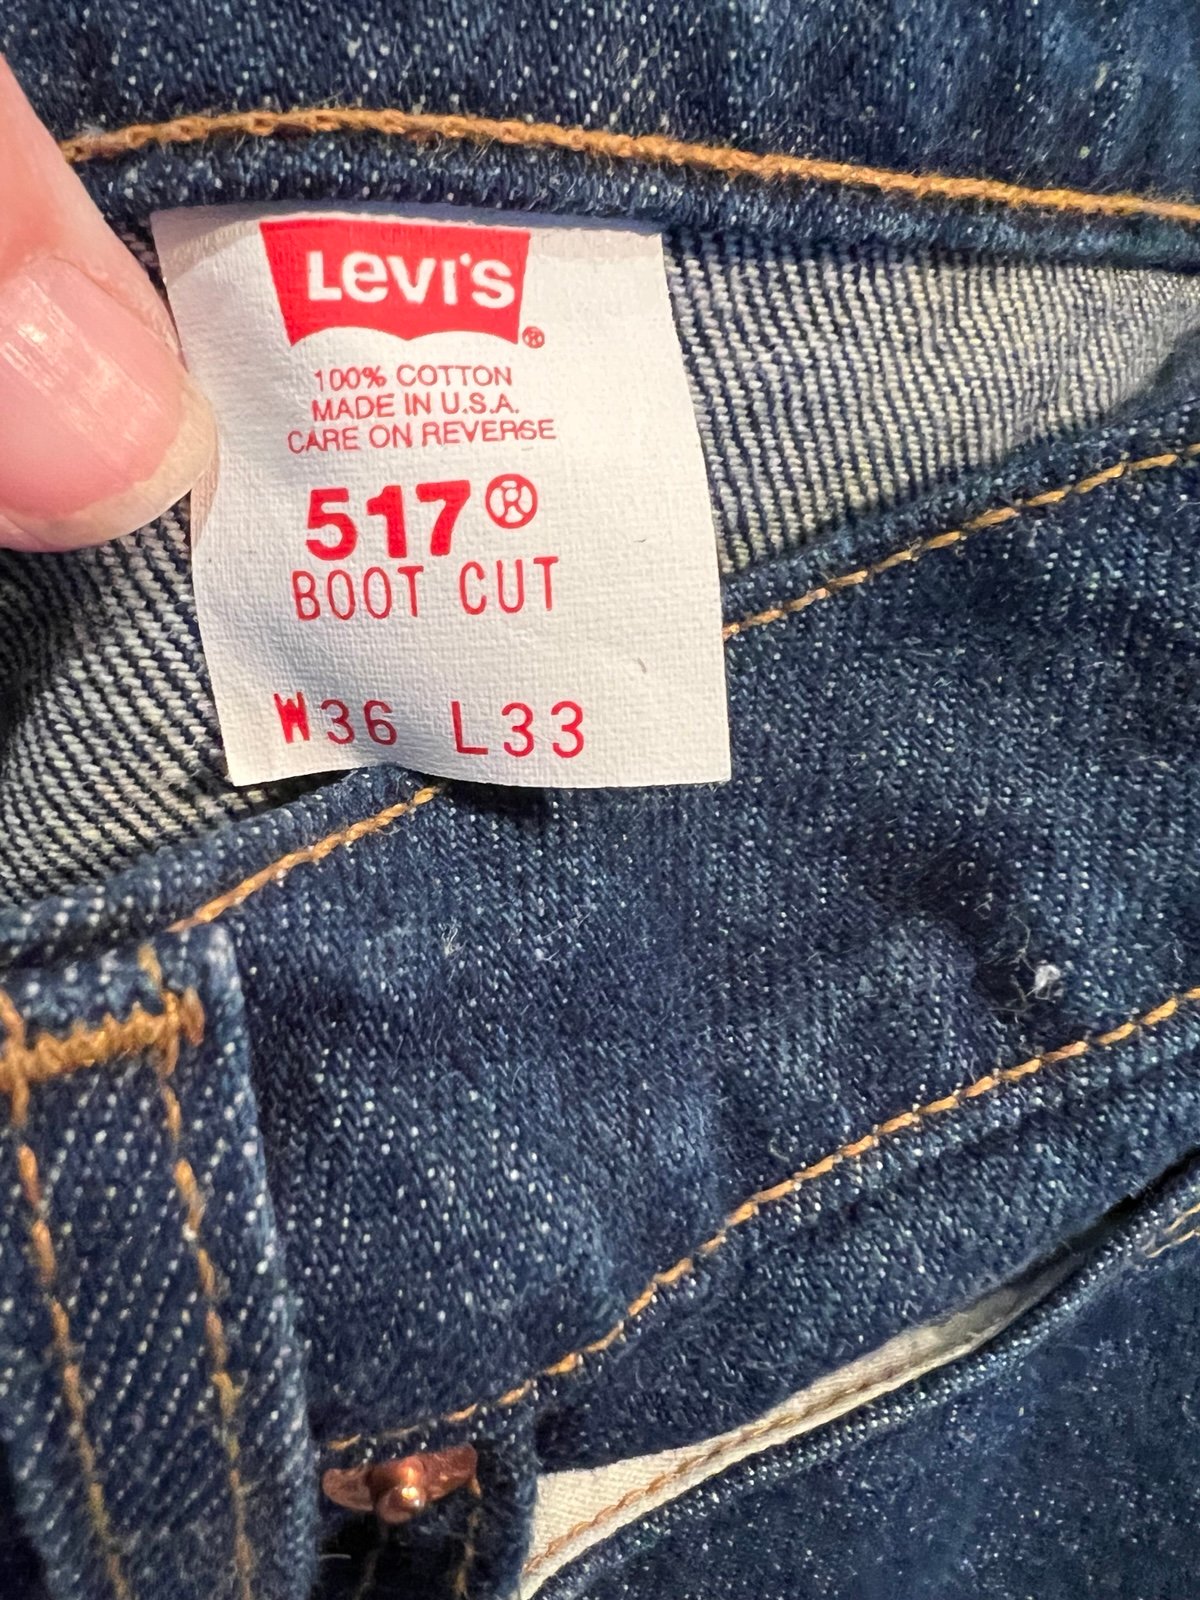 LEVI'S ®
100% COTTON
MADE IN U.S.A.
CARE ON REVERSE
517®
BOOT CUT
W36 L33